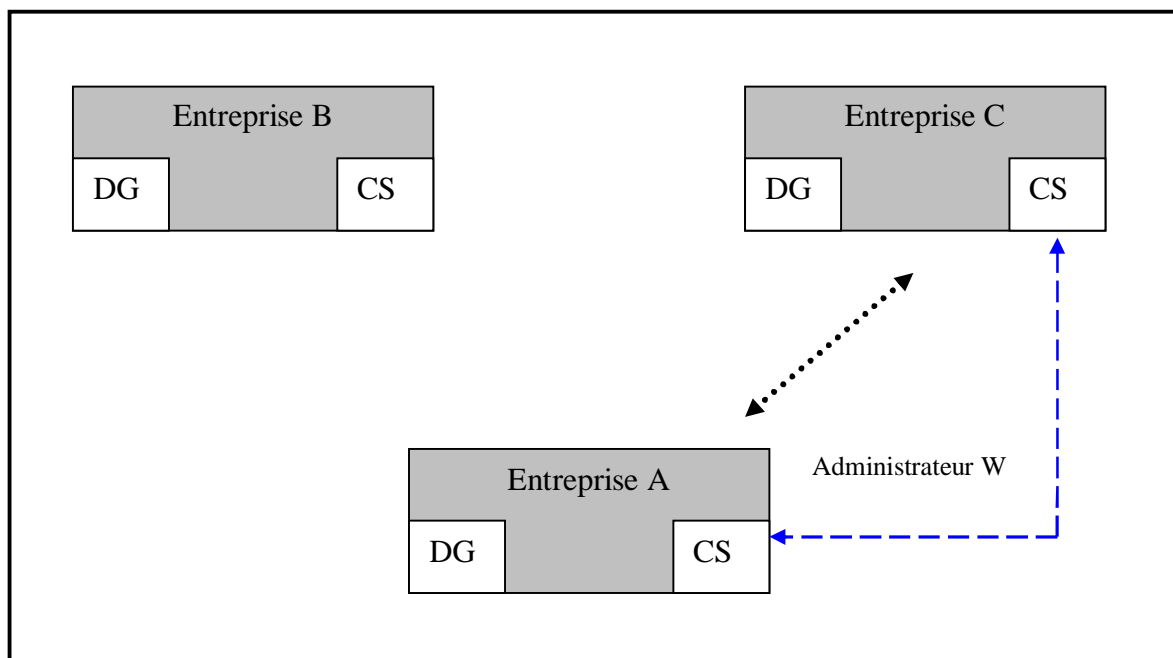 Entreprise B
DG
CS
Entreprise C
DG
CS
Administrateur W
Entreprise A
DG
CS